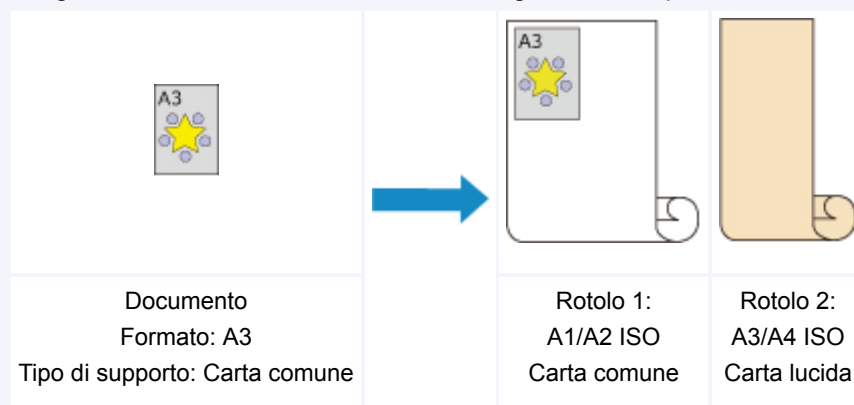 A3
A3
Documento
Formato: A3
Tipo di supporto: Carta comune
Rotolo 1:
A1/A2 ISO
Carta comune
Rotolo 2:
A3/A4 ISO
Carta lucida